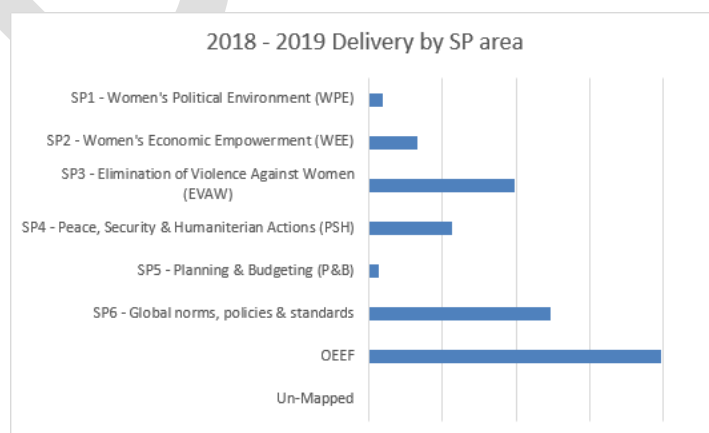 2018 - 2019 Delivery by SP area
SP1 - Women's Political Environment (WPE)
SP2 - Women's Economic Empowerment (WEE)
SP3 - Elimination of Violence Against Women
(EVAW)
SP4 - Peace, Security & Humaniterian Actions (PSH)
SP5 - Planning & Budgeting (P&B)
SP6 - Global norms, policies & standards
OEEF
Un-Mapped